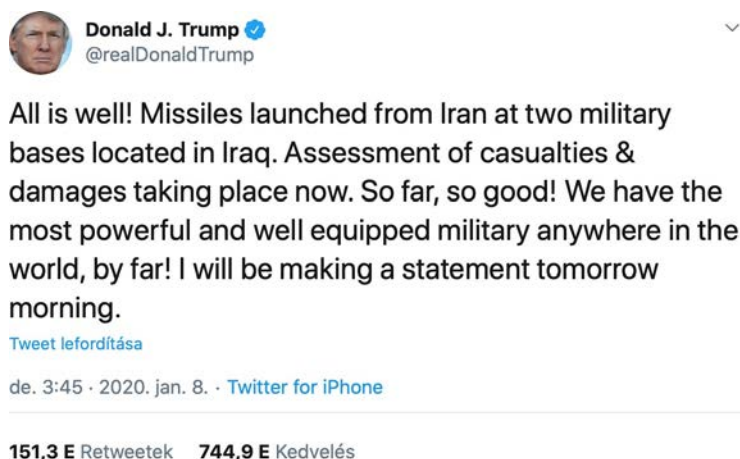 Donald J. Trump
@realDonaldTrump
All is well! Missiles launched from Iran at two military
bases located in Iraq. Assessment of casualties &
damages taking place now. So far, so good! We have the
most powerful and well equipped military anywhere in the
world, by far! I will be making a statement tomorrow
morning.
Tweet lefordítása
de. 3:45 · 2020. jan. 8. · Twitter for iPhone
151,3 E Retweetek 744,9 E Kedvelés